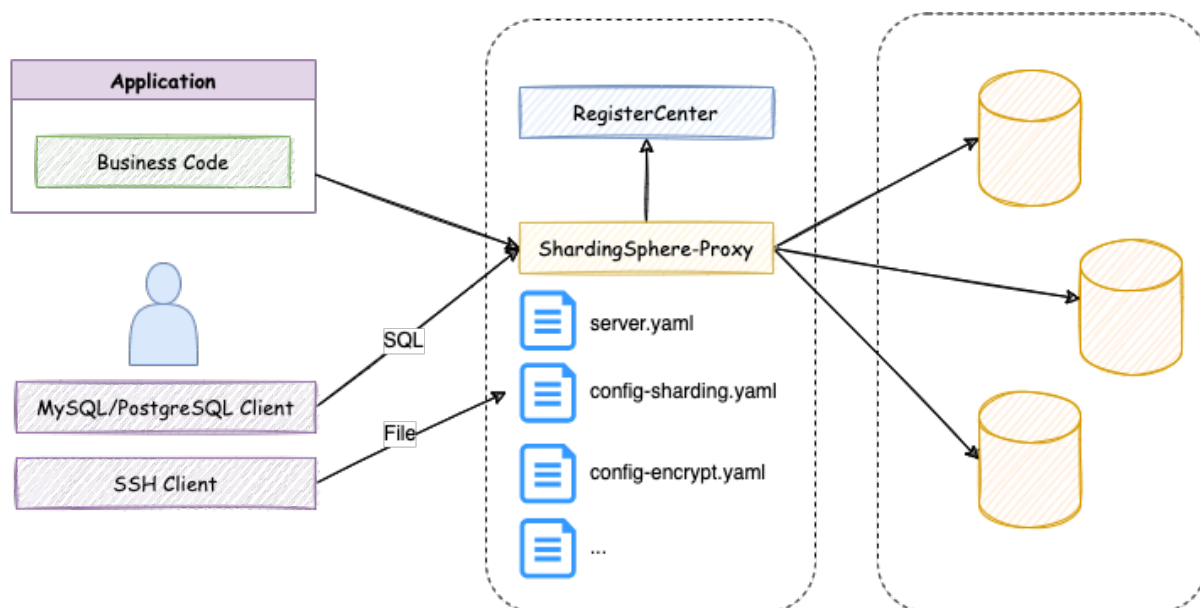 Application
Business Code
MySQL/PostgreSQL Client
SSH Client
SQL
File
RegisterCenter
ShardingSphere-Proxy
server.yaml
config-sharding.yaml
config-encrypt.yaml
...